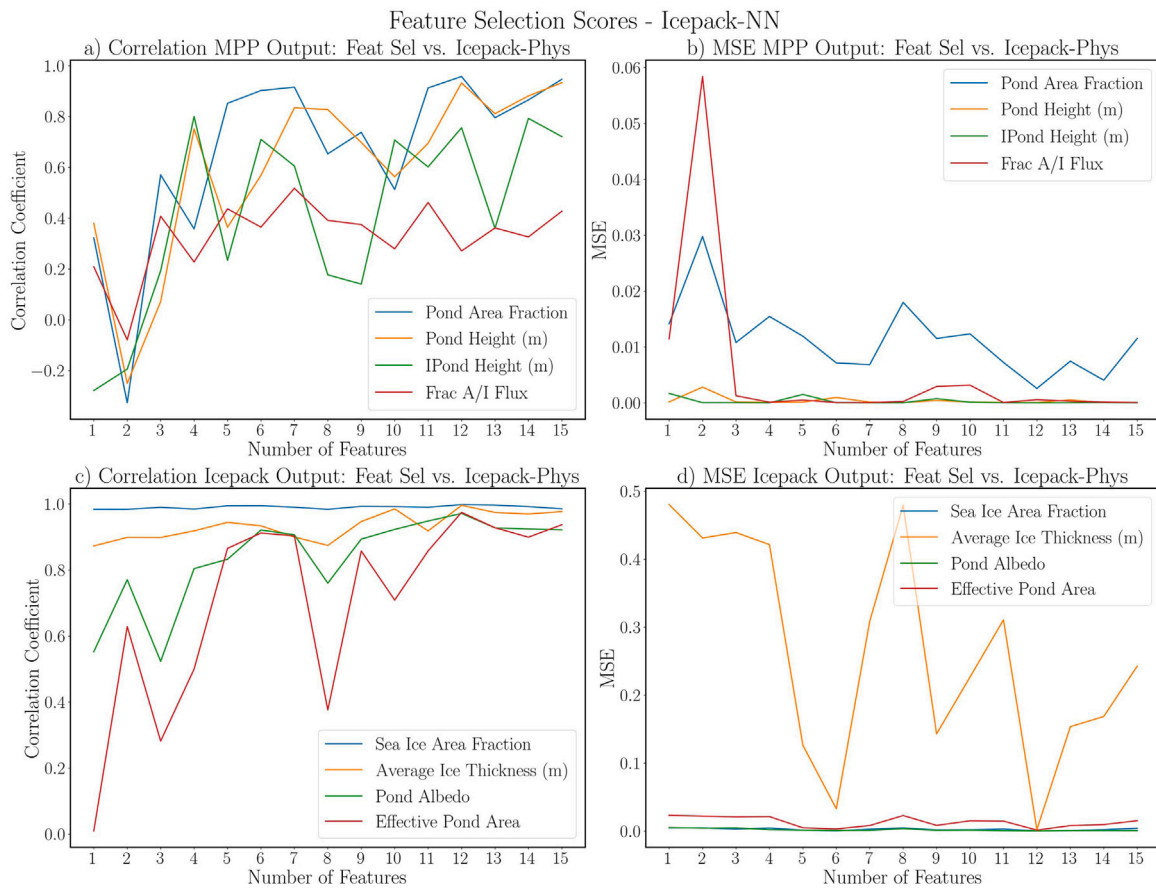 Feature Selection Scores - Icepack-NN
a) Correlation MPP Output: Feat Sel vs. Icepack-Phys
1.0
0.8
0.6
0.4
0.2
0.0
−0.2
Correlation Coefficient
Pond Area Fraction
Pond Height (m)
IPond Height (m)
Frac A/I Flux
1 2 3 4 5 6 7 8 9 10 11 12 13 14 15
Number of Features
b) MSE MPP Output: Feat Sel vs. Icepack-Phys
0.06
0.05
0.04
0.03
0.02
0.01
0.00
MSE
Pond Area Fraction
Pond Height (m)
IPond Height (m)
Frac A/I Flux
1 2 3 4 5 6 7 8 9 10 11 12 13 14 15
Number of Features
c) Correlation Icepack Output: Feat Sel vs. Icepack-Phys
1.0
0.8
0.6
0.4
0.2
0.0
Correlation Coefficient
Sea Ice Area Fraction
Average Ice Thickness (m)
Pond Albedo
Effective Pond Area
1 2 3 4 5 6 7 8 9 10 11 12 13 14 15
Number of Features
d) MSE Icepack Output: Feat Sel vs. Icepack-Phys
0.5
0.4
0.3
0.2
0.1
0.0
MSE
Sea Ice Area Fraction
Average Ice Thickness (m)
Pond Albedo
Effective Pond Area
1 2 3 4 5 6 7 8 9 10 11 12 13 14 15
Number of Features